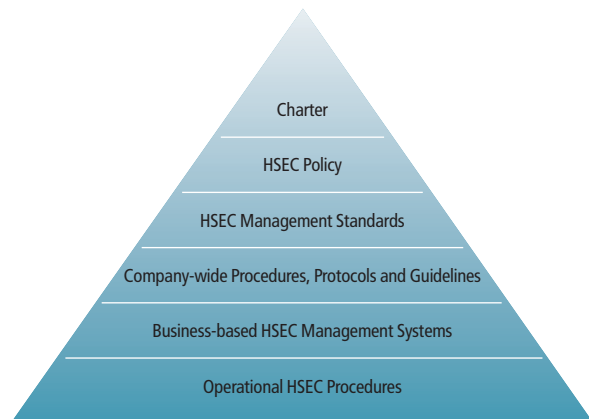 Charter
HSEC Policy
HSEC Management Standards
Company-wide Procedures, Protocols and Guidelines
Business-based HSEC Management Systems
Operational HSEC Procedures